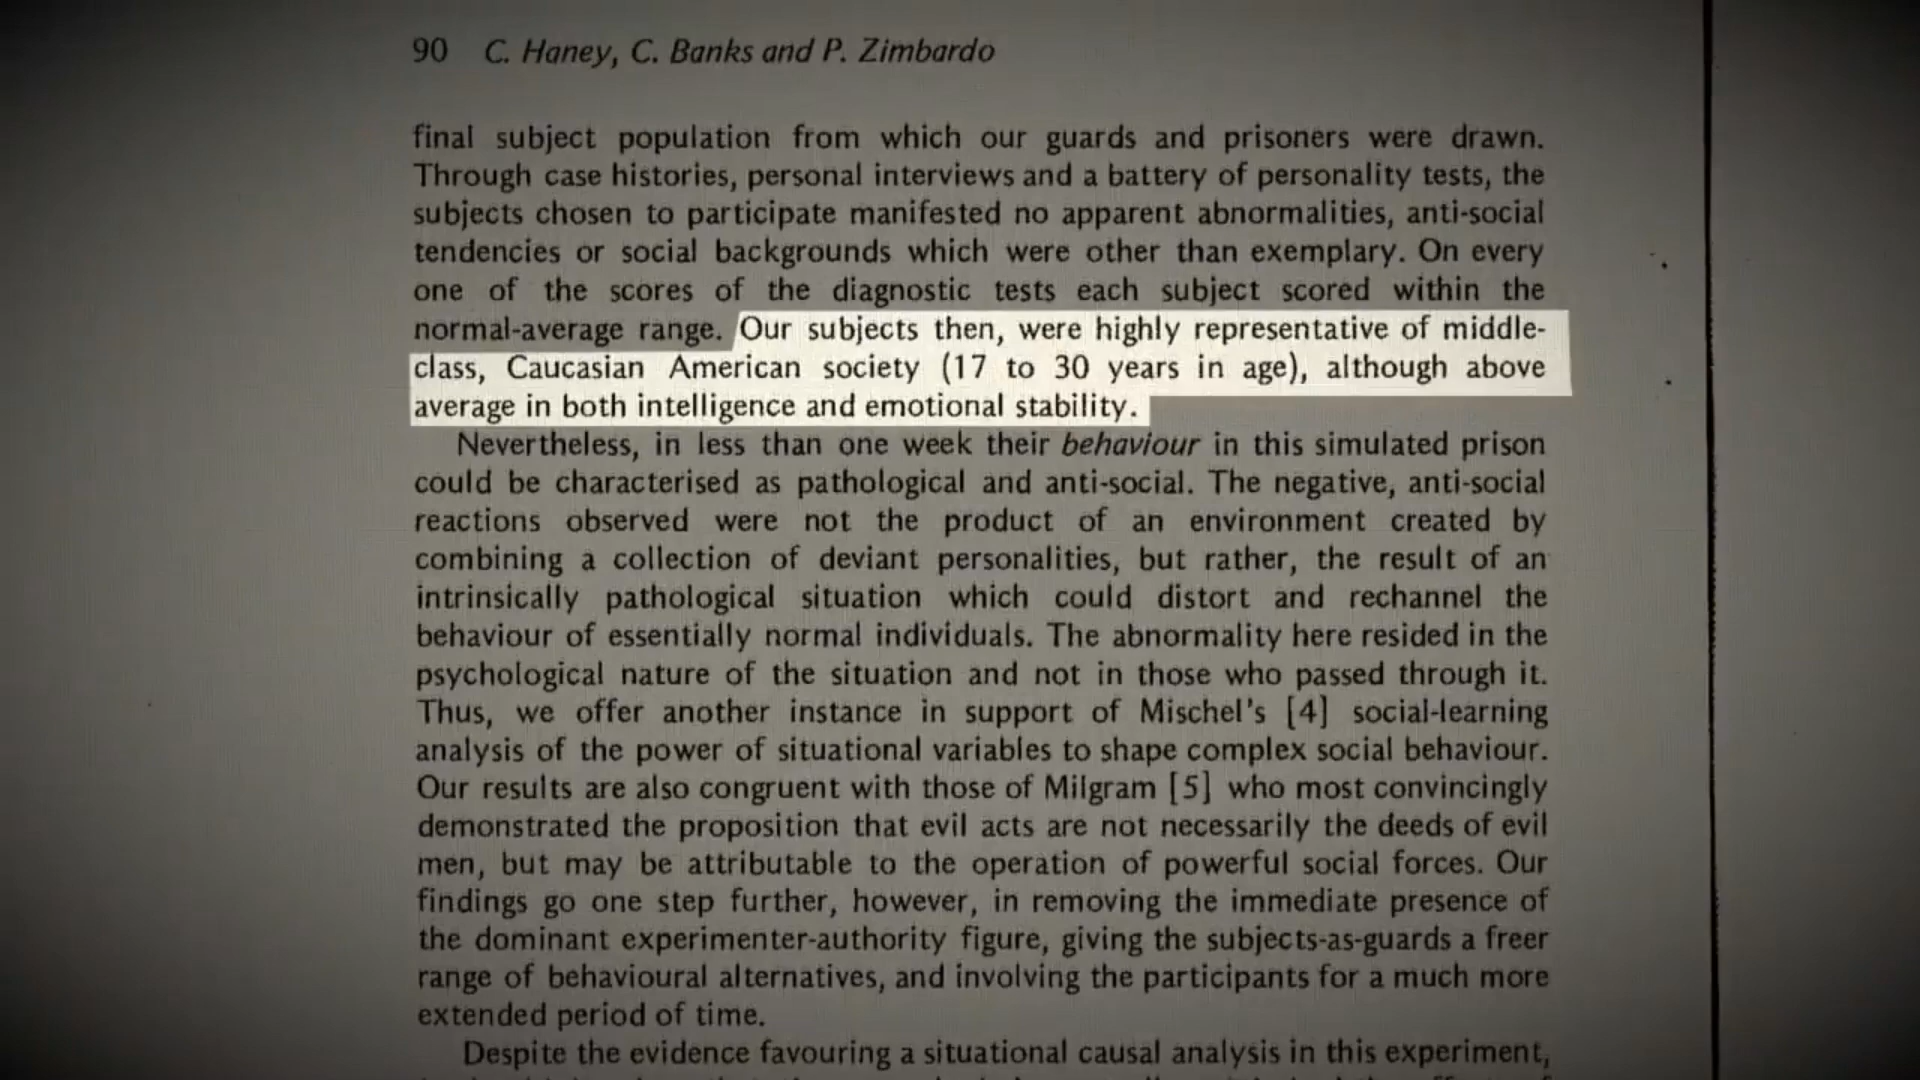 90 C. Haney, C. Banks and P. Zimbardo
final subject population from which our guards and prisoners were drawn.
Through case histories, personal interviews and a battery of personality tests, the
subjects chosen to participate manifested no apparent abnormalities, anti-social
tendencies or social backgrounds which were other than exemplary. On every
one of the scores of the diagnostic tests each subject scored within the
normal-average range. Our subjects then, were highly representative of middle-
class, Caucasian American society (17 to 30 years in age), although above
average in both intelligence and emotional stability.
Nevertheless, in less than one week their behaviour in this simulated prison
could be characterised as pathological and anti-social. The negative, anti-social
reactions observed were not the product of an environment created by
combining a collection of deviant personalities, but rather, the result of an
intrinsically pathological situation which could distort and rechannel the
behaviour of essentially normal individuals. The abnormality here resided in the
psychological nature of the situation and not in those who passed through it.
Thus, we offer another instance in support of Mischel's [4] social-learning
analysis of the power of situational variables to shape complex social behaviour.
Our results are also congruent with those of Milgram [5] who most convincingly
demonstrated the proposition that evil acts are not necessarily the deeds of evil
men, but may be attributable to the operation of powerful social forces. Our
findings go one step further, however, in removing the immediate presence of
the dominant experimenter-authority figure, giving the subjects-as-guards a freer
range of behavioural alternatives, and involving the participants for a much more
extended period of time.
Despite the evidence favouring a situational causal analysis in this experiment,